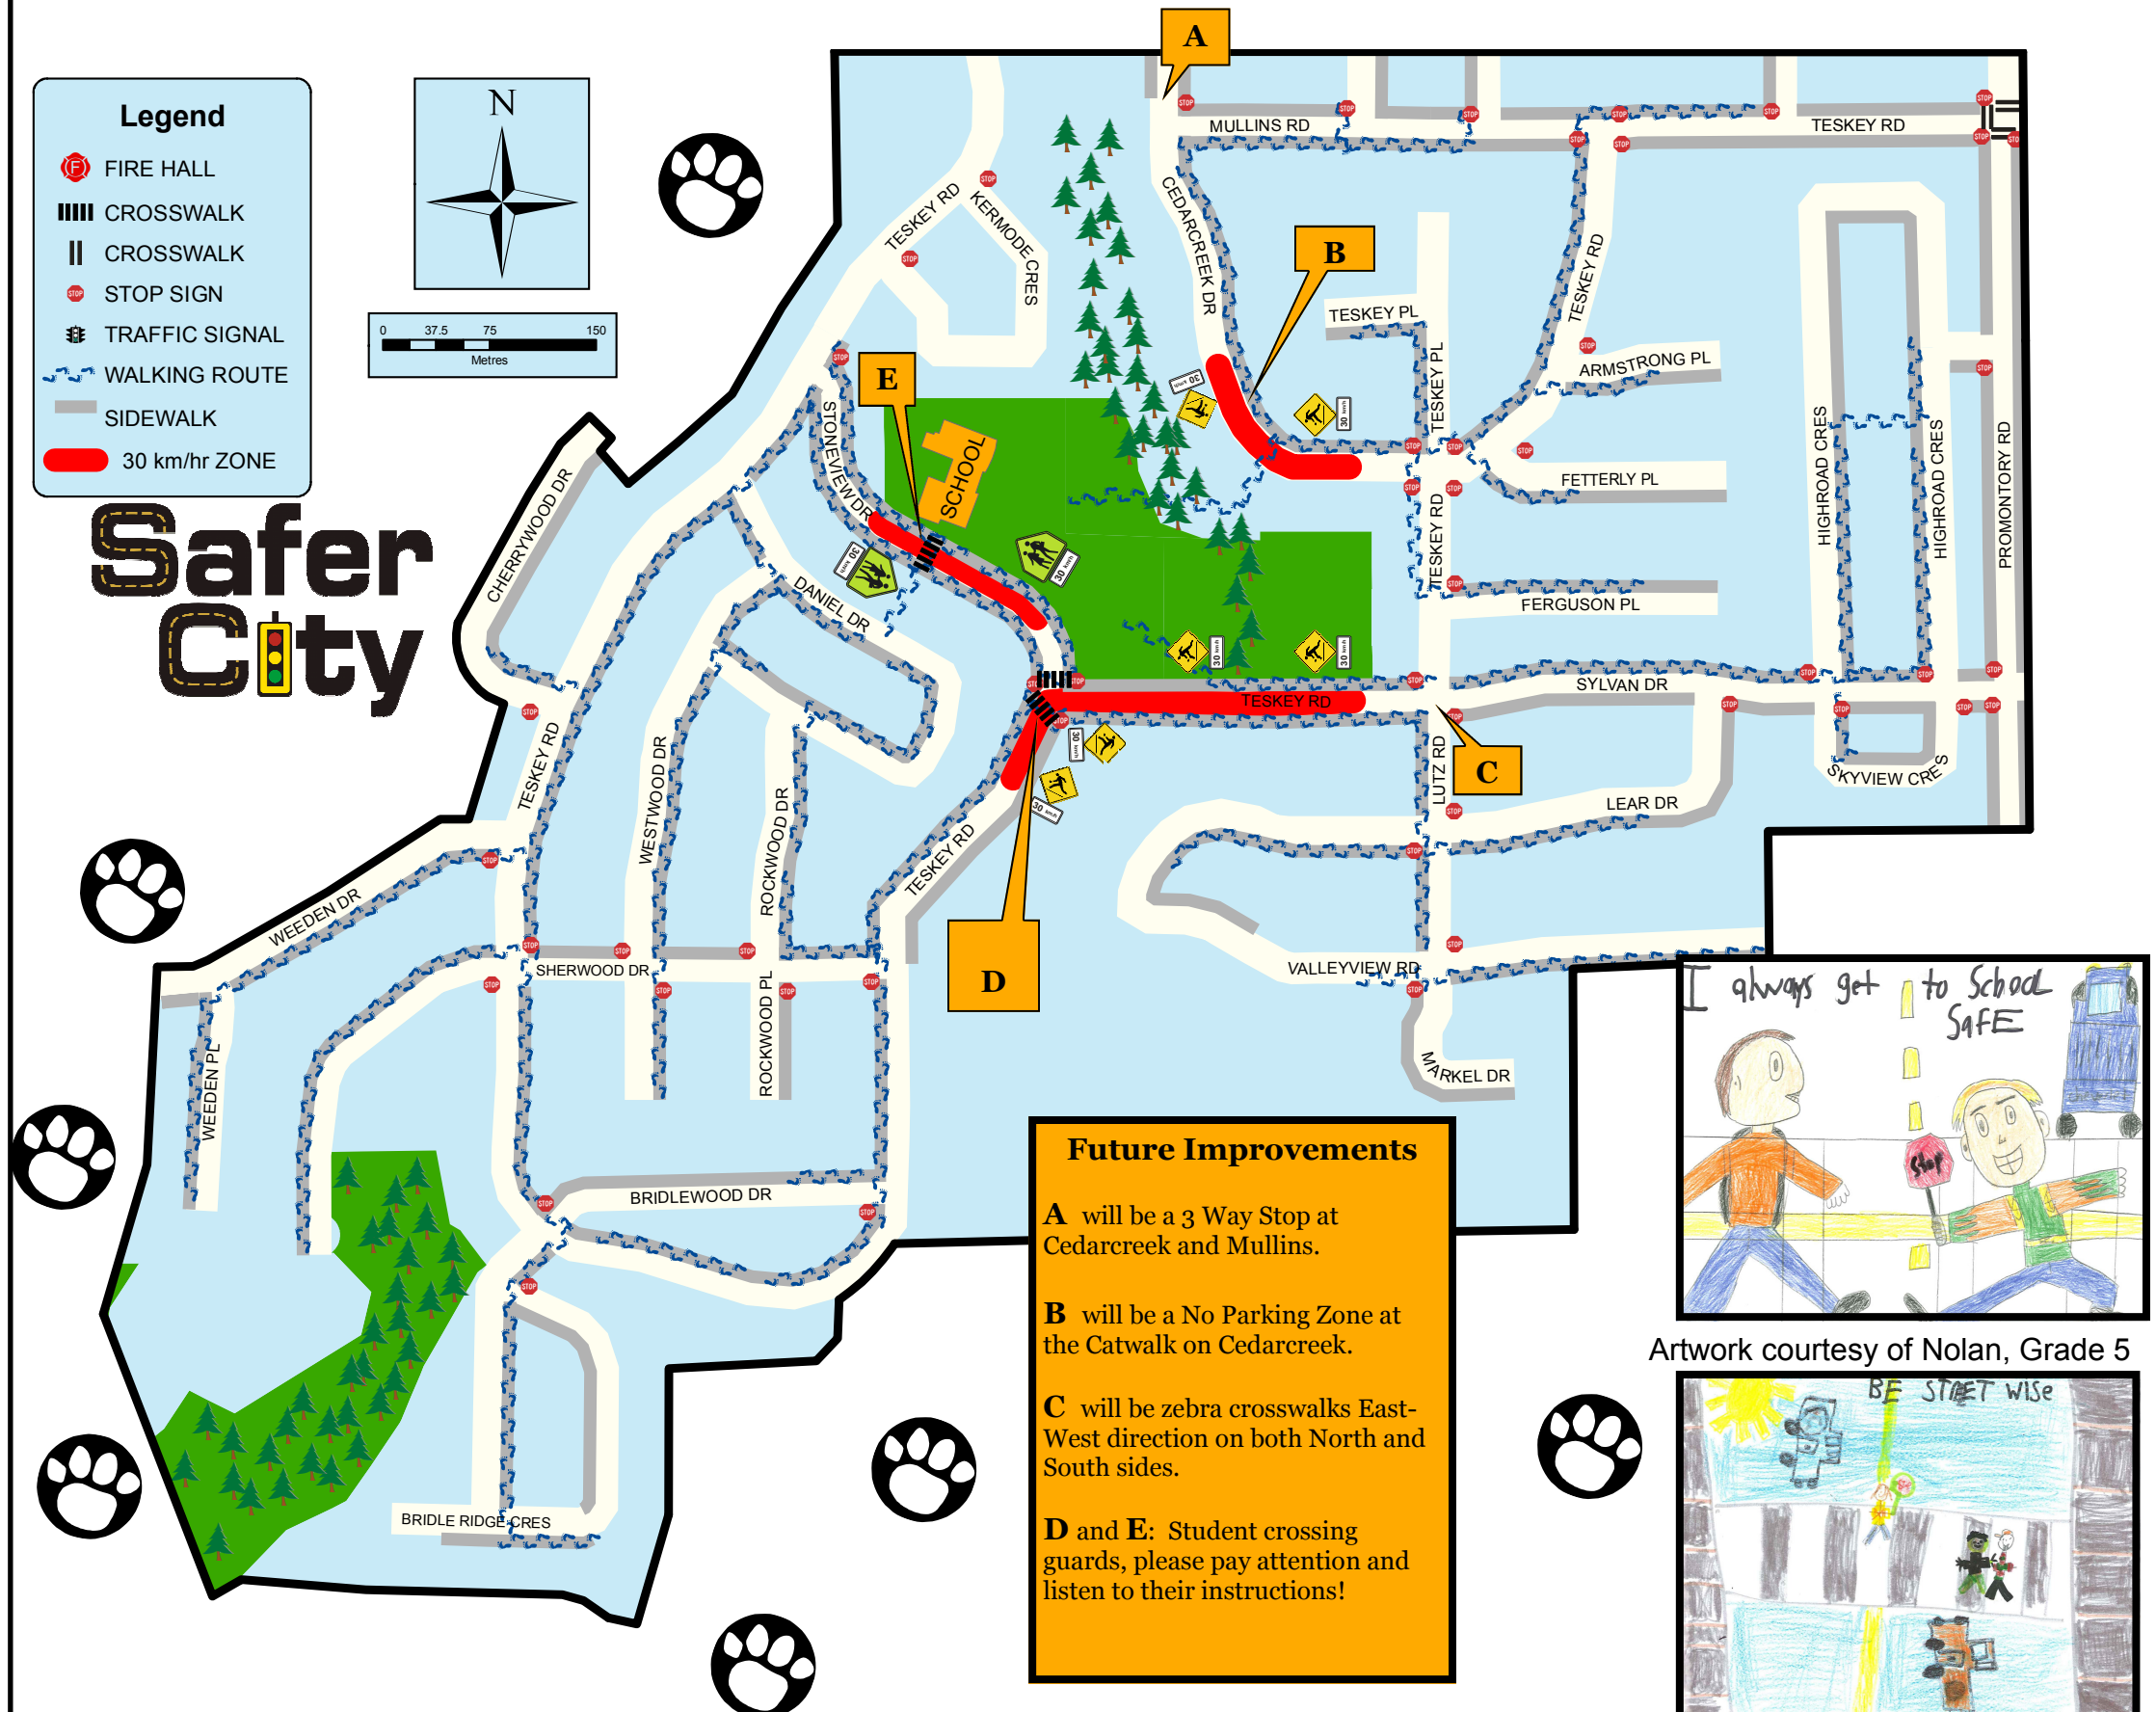 A
Legend
FIRE HALL
CROSSWALK
CROSSWALK
STOP SIGN
TRAFFIC SIGNAL
WALKING ROUTE
SIDEWALK
30 km/hr ZONE
N
0 37.5 75 150
Metres
Safer
City
MULLINS RD
TESKEY RD
TESKEY RD
KERMODE CRES
CEDARCREEK DR
B
TESKEY PL
TESKEY PL
TESKEY RD
ARMSTRONG PL
E
STONEVIEW DR
SCHOOL
FETTERLY PL
TESKEY RD
FERGUSON PL
HIGHROAD CRES
HIGHROAD CRES
PROMONTORY RD
CHERRYWOOD DR
DANIEL DR
SYLVAN DR
TESKEY RD
TESKEY RD
LUTZ RD
C
SKYVIEW CRES
LEAR DR
WESTWOOD DR
ROCKWOOD DR
TESKEY RD
WEEDEN DR
D
SHERWOOD DR
VALLEYVIEW RD
ROCKWOOD PL
WEEDEN PL
MARKEL DR
BRIDLEWOOD DR
BRIDLE RIDGE CRES
STOP
30 km/h
Future Improvements
A will be a 3 Way Stop at
Cedarcreek and Mullins.
B will be a No Parking Zone at
the Catwalk on Cedarcreek.
C will be zebra crosswalks East-
West direction on both North and
South sides.
D and E: Student crossing
guards, please pay attention and
listen to their instructions!
I always get to School
SafE
Stop
Artwork courtesy of Nolan, Grade 5
BE STREET WISe